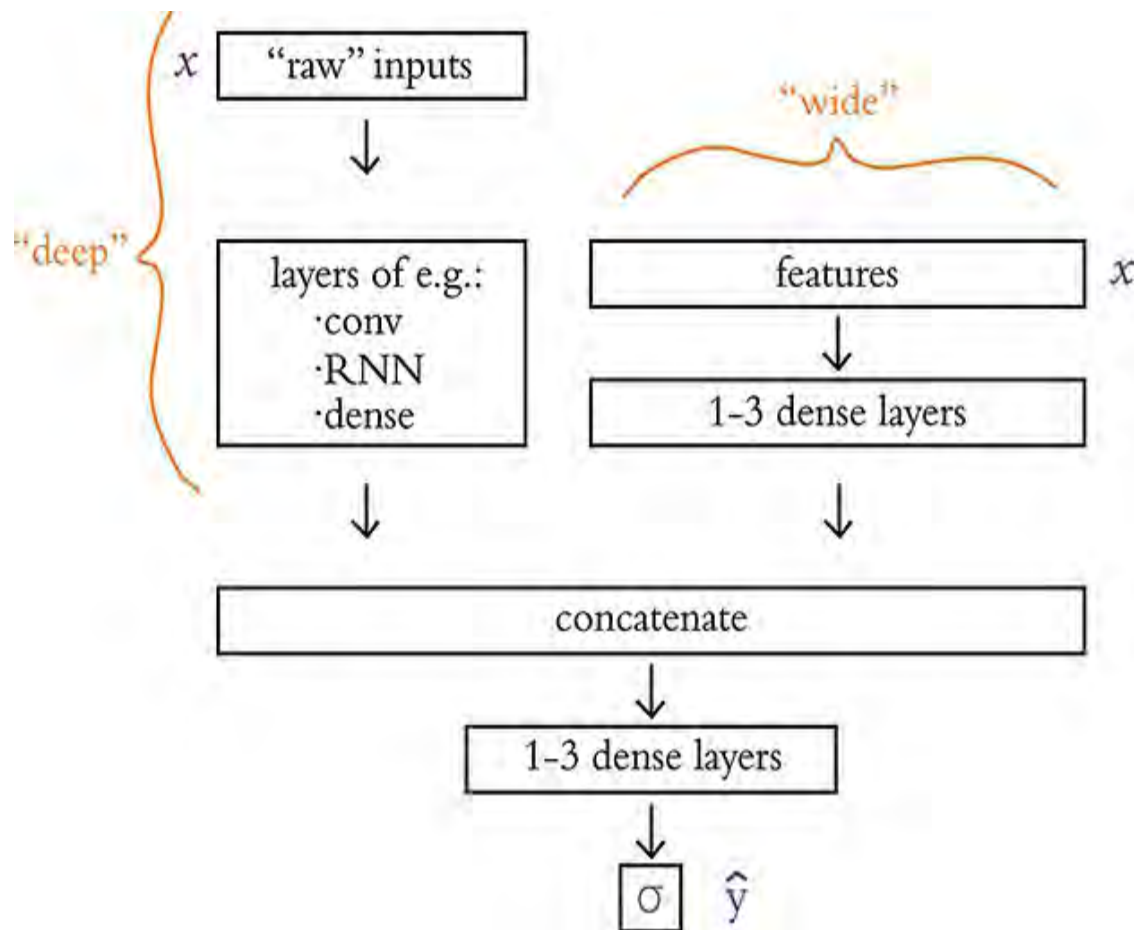 x
“raw” inputs
“wide”
“deep”
layers of e.g.:
·conv
·RNN
·dense
features
x
1–3 dense layers
concatenate
1–3 dense layers
σ
ŷ